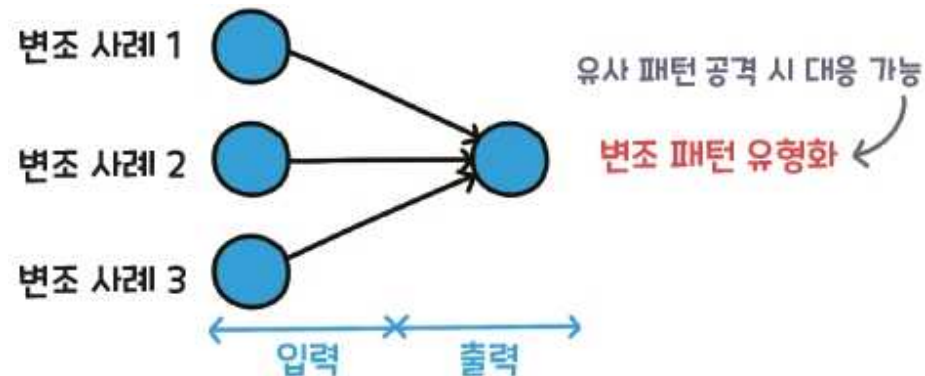 변조 사례 1
유사 패턴 공격 시 대응 가능
변조 사례 2
변조 패턴 유형화
변조 사례 3
입력
출력